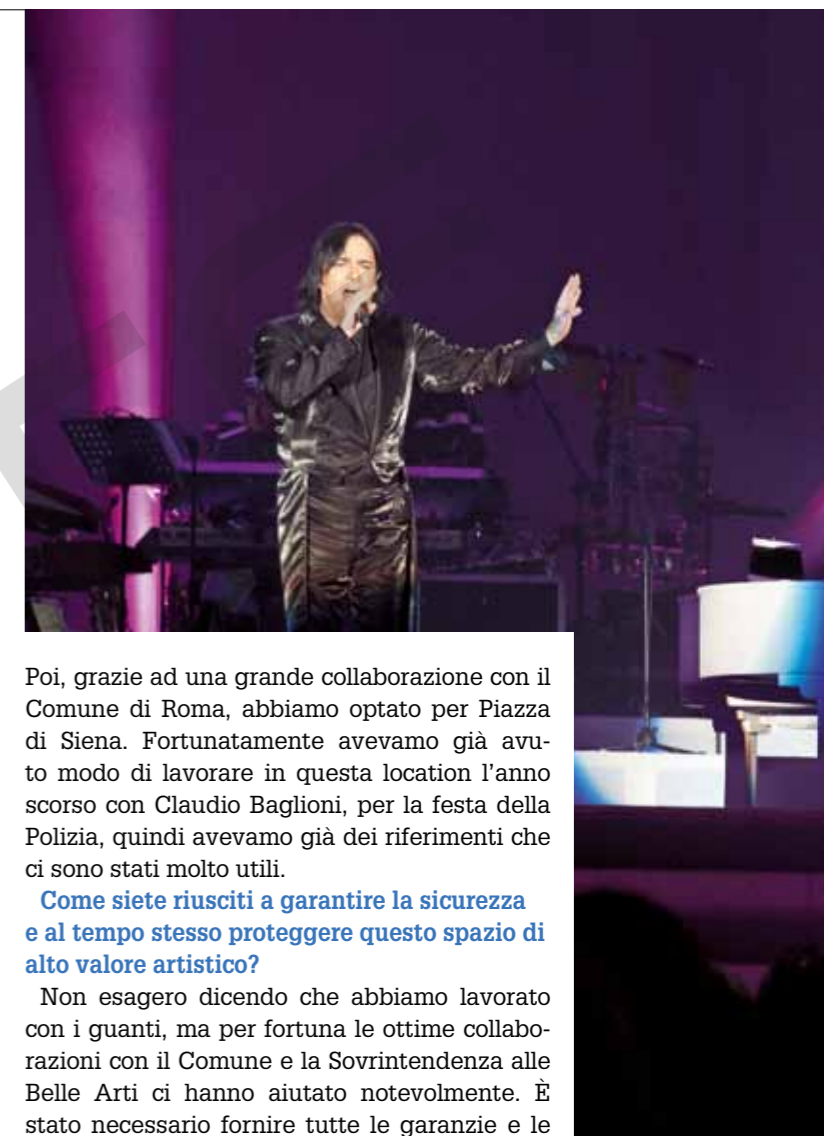 Poi, grazie ad una grande collaborazione con il
Comune di Roma, abbiamo optato per Piazza
di Siena. Fortunatamente avevamo già avu-
to modo di lavorare in questa location l'anno
scorso con Claudio Baglioni, per la festa della
Polizia, quindi avevamo già dei riferimenti che
ci sono stati molto utili.
Come siete riusciti a garantire la sicurezza
e al tempo stesso proteggere questo spazio di
alto valore artistico?
Non esagero dicendo che abbiamo lavorato
con i guanti, ma per fortuna le ottime collabo-
razioni con il Comune e la Sovrintendenza alle
Belle Arti ci hanno aiutato notevolmente. È
stato necessario fornire tutte le garanzie e le